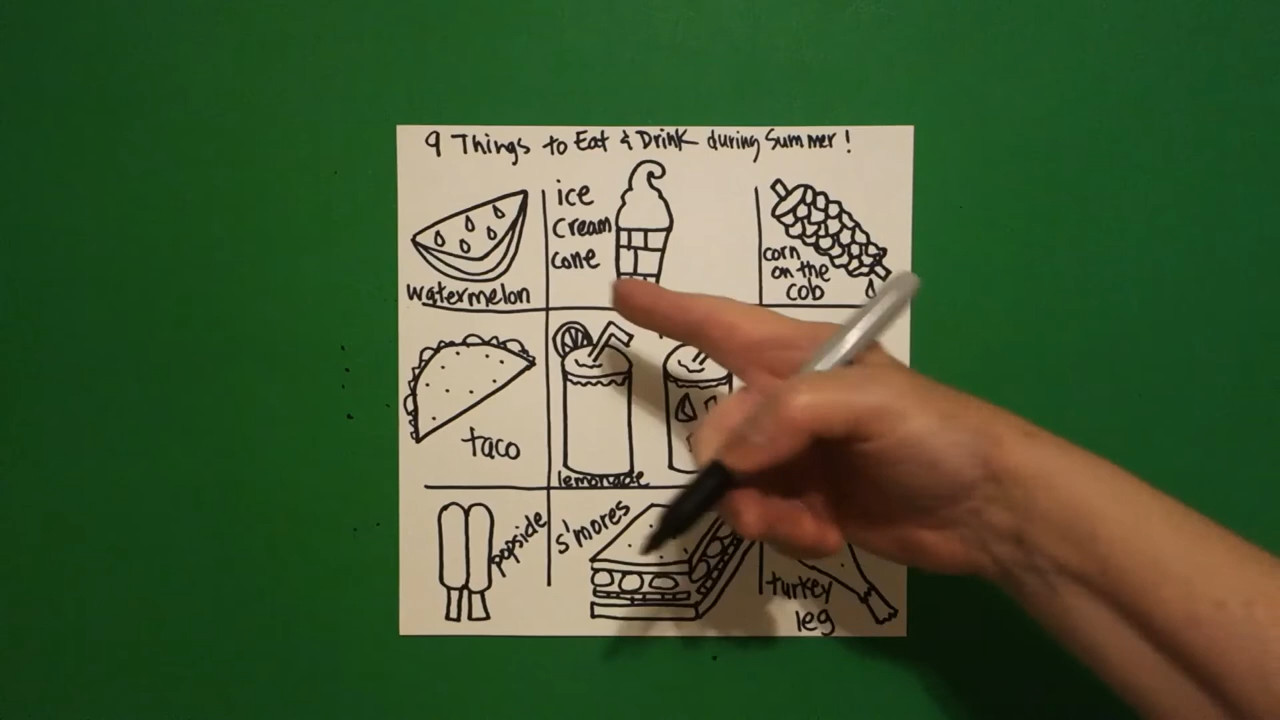 9 Things to Eat & Drink during Summer!
watermelon
ice
cream
cone
corn
on the
cob
taco
lemonade
popside
s'mores
turkey
leg